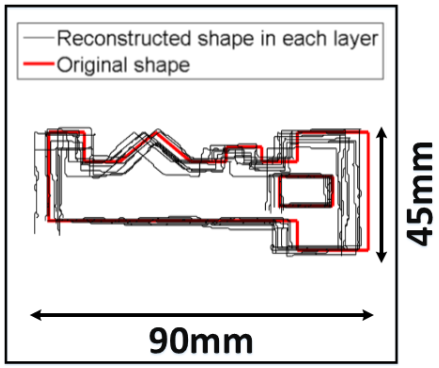 Reconstructed shape in each layer
Original shape
45mm
90mm